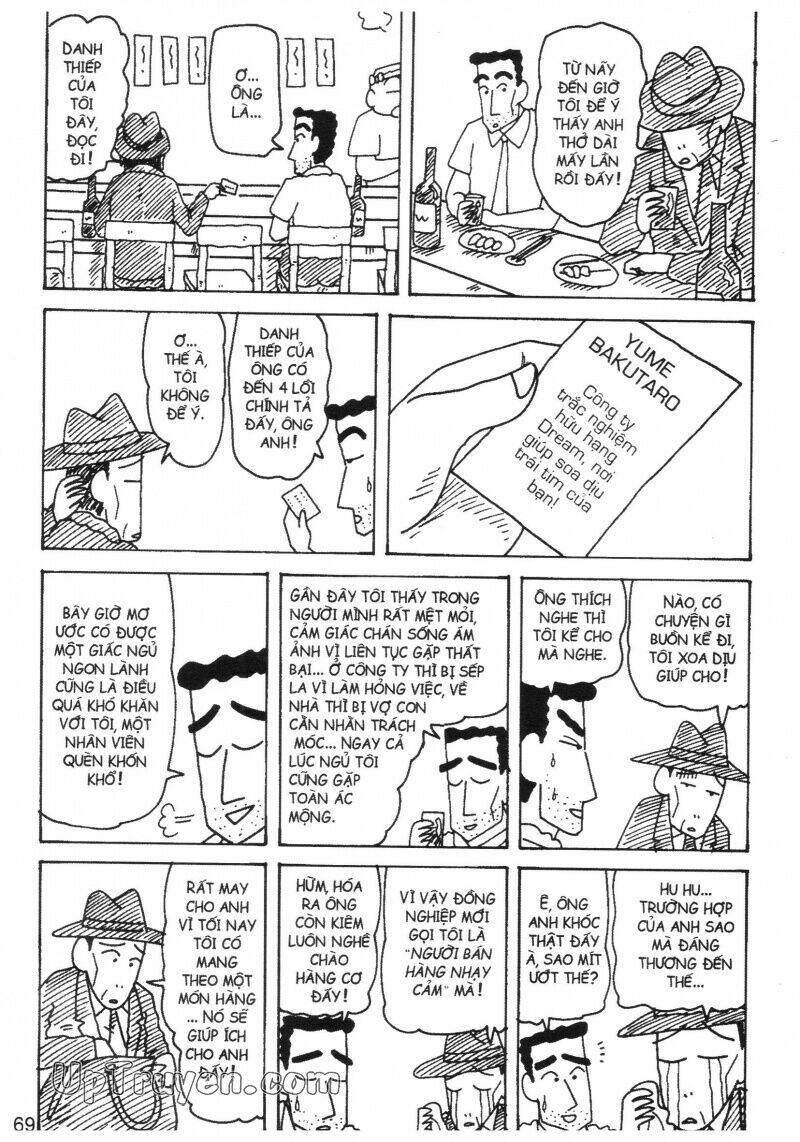 TỪ NÃY
ĐẾN GIỜ
TÔI ĐỂ Ý
THẤY ANH
THỞ DÀI
MẤY LẦN
RỒI ĐẤY!
Ơ...
ÔNG
LÀ...
DANH
THIẾP
CỦA
TÔI
ĐÂY,
ĐỌC
ĐI!
YUME
BAKUTARO
Công ty
trắc nghiệm
hữu hạng
Dream, nơi
giúp soa dịu
trái tim của
bạn!
DANH
THIẾP CỦA
ÔNG CÓ
ĐẾN 4 LỖI
CHÍNH TẢ
ĐẤY, ÔNG
ANH!
Ơ...
THẾ À,
TÔI
KHÔNG
ĐỂ Ý.
NÀO, CÓ
CHUYỆN GÌ
BUỒN KỂ ĐI,
TÔI XOA DỊU
GIÚP CHO!
ÔNG THÍCH
NGHE THÌ
TÔI KỂ CHO
MÀ NGHE.
GẦN ĐÂY TÔI THẤY TRONG
NGƯỜI MÌNH RẤT MỆT MỎI,
CẢM GIÁC CHÁN SỐNG ÁM
ẢNH VÌ LIÊN TỤC GẶP THẤT
BẠI... Ở CÔNG TY THÌ BỊ SẾP
LA VÌ LÀM HỎNG VIỆC, VỀ
NHÀ THÌ BỊ VỢ CON
CẰN NHẰN TRÁCH
MÓC... NGAY CẢ
LÚC NGỦ TÔI
CŨNG GẶP
TOÀN ÁC
MỘNG.
BÂY GIỜ MƠ
ƯỚC CÓ ĐƯỢC
MỘT GIẤC NGỦ
NGON LÀNH
CŨNG LÀ ĐIỀU
QUÁ KHÓ KHĂN
VỚI TÔI, MỘT
NHÂN VIÊN
QUÈN KHỐN
KHỔ!
HU HU...
TRƯỜNG HỢP
CỦA ANH SAO
MÀ ĐÁNG
THƯƠNG ĐẾN
THẾ...
Ê, ÔNG
ANH KHÓC
THẬT ĐẤY
À, SAO MÍT
ƯỚT THẾ?
VÌ VẬY ĐỒNG
NGHIỆP MỚI
GỌI TÔI LÀ
"NGƯỜI BÁN
HÀNG NHẠY
CẢM" MÀ!
HỪM, HÓA
RA ÔNG
CÒN KIÊM
LUÔN NGHỀ
CHÀO
HÀNG CƠ
ĐẤY!
RẤT MAY
CHO ANH
VÌ TỐI NAY
TÔI CÓ
MANG
THEO MỘT
MÓN HÀNG
... NÓ SẼ
GIÚP ÍCH
CHO ANH
ĐẤY!
UpTruyen.com
69